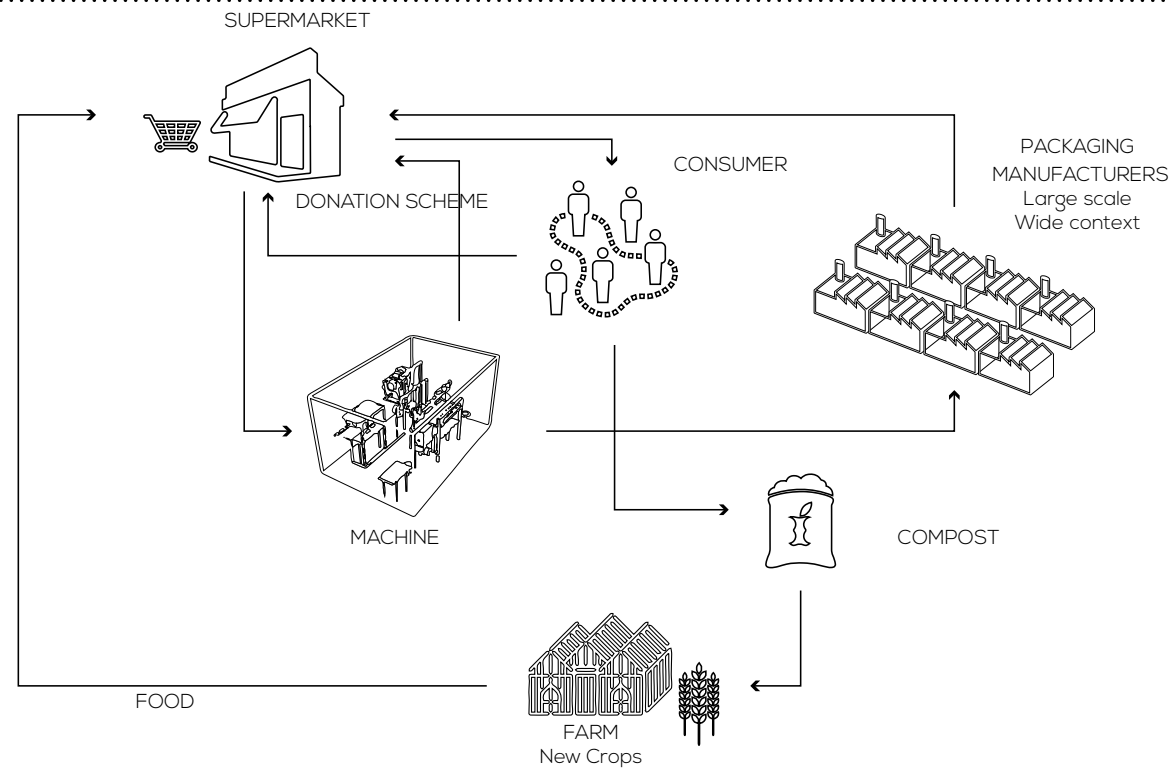 SUPERMARKET
PACKAGING
MANUFACTURERS
Large scale
Wide context
CONSUMER
DONATION SCHEME
MACHINE
COMPOST
FOOD
FARM
New Crops